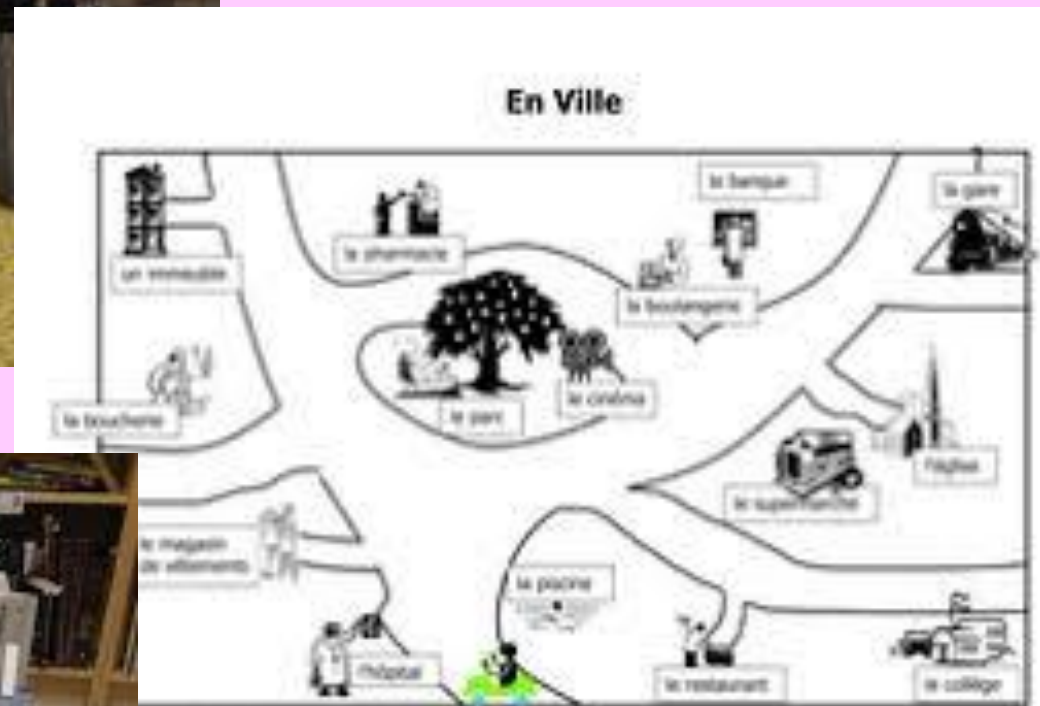 En Ville
la banque
la gare
la pharmacie
un immeuble
la boulangerie
le cinéma
le parc
la boucherie
l'église
le supermarché
le magasin
de vêtements
la piscine
l'hôpital
le restaurant
le collège